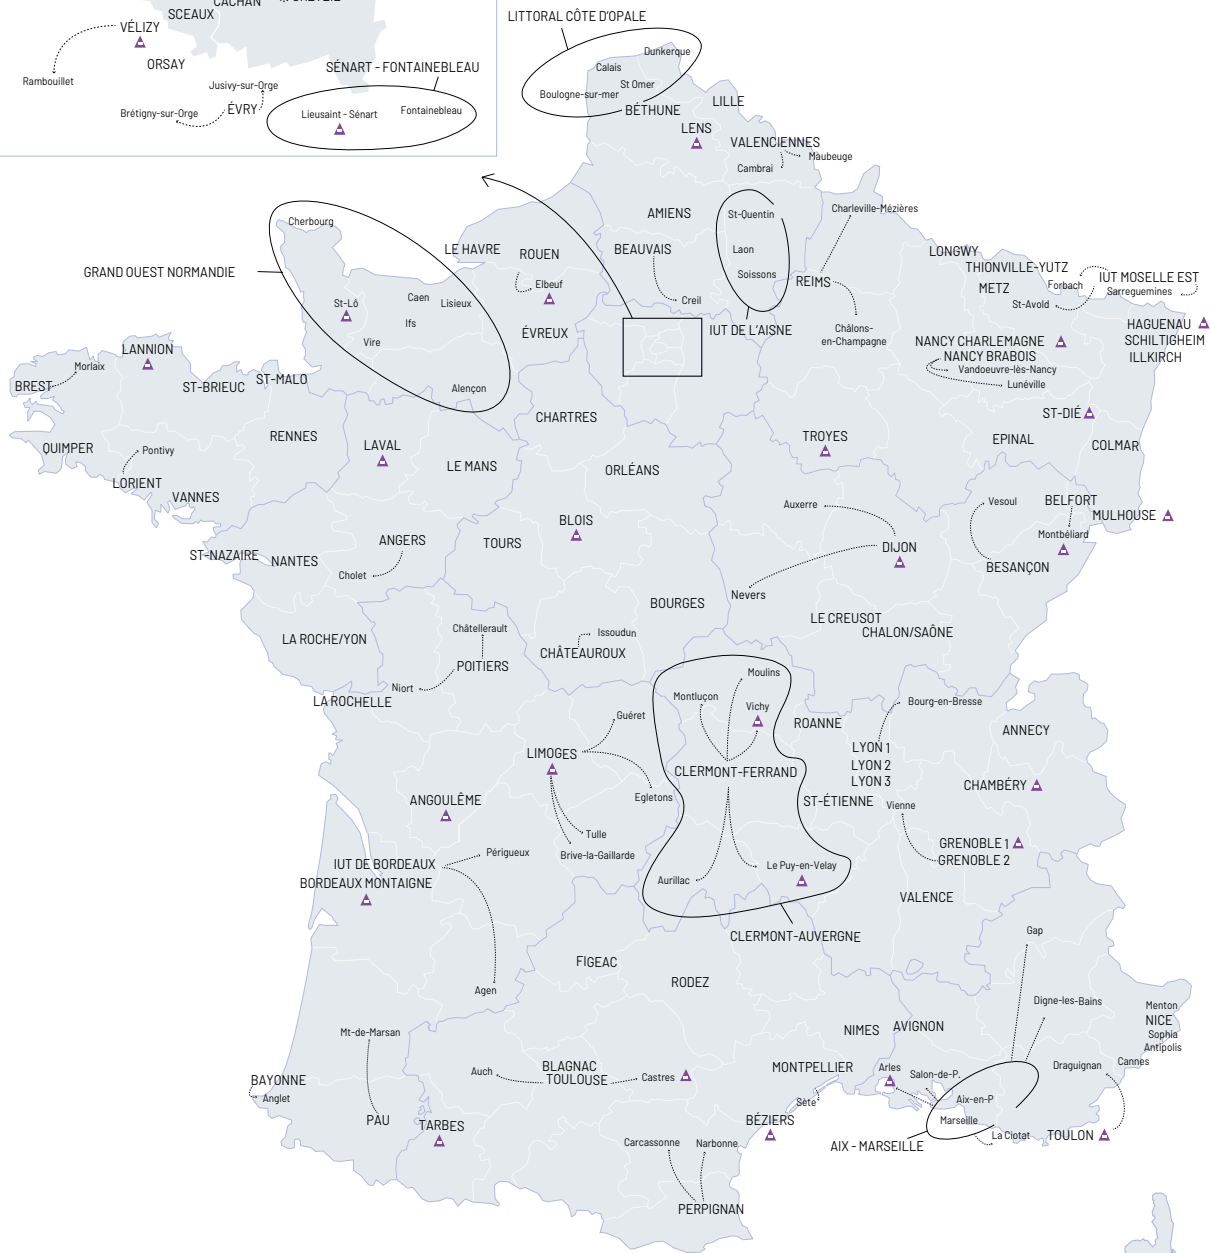 CACHAN
SCEAUX
VÉLIZY
ORSAY
Rambouillet
SÉNART - FONTAINEBLEAU
Jusivy-sur-Orge
Brétigny-sur-Orge
ÉVRY
Lieusaint - Sénart
Fontainebleau
LITTORAL CÔTE D'OPALE
Dunkerque
Calais
St Omer
Boulogne-sur-mer
BÉTHUNE
LILLE
LENS
VALENCIENNES
Maubeuge
Cambrai
AMIENS
St-Quentin
Charleville-Mézières
Cherbourg
LE HAVRE
ROUEN
BEAUVAIS
Laon
Soissons
REIMS
LONGWY
THIONVILLE-YUTZ
METZ
Forbach
IUT MOSELLE EST
Sarreguemines
St-Avold
GRAND OUEST NORMANDIE
Elbeuf
Creil
St-Lô
Caen
Lisieux
Ifs
Vire
ÉVREUX
IUT DE L'AISNE
Châlons-
en-Champagne
HAGUENAU
SCHILTIGHEIM
ILLKIRCH
NANCY CHARLEMAGNE
NANCY BRABOIS
Vandoeuvre-lès-Nancy
Lunéville
LANNION
Morlaix
BREST
ST-BRIEUC
ST-MALO
Alençon
CHARTRES
ST-DIÉ
QUIMPER
Pontivy
RENNES
LAVAL
LE MANS
ORLÉANS
TROYES
EPINAL
COLMAR
LORIENT
VANNES
Auxerre
Vesoul
BELFORT
MULHOUSE
BLOIS
Montbéliard
ST-NAZAIRE
NANTES
ANGERS
TOURS
DIJON
BESANÇON
Cholet
Nevers
BOURGES
LE CREUSOT
CHALON/SAÔNE
LA ROCHE/YON
Châtellerault
Issoudun
CHÂTEAUROUX
POITIERS
Niort
LA ROCHELLE
Moulins
Montluçon
Vichy
Guéret
ROANNE
Bourg-en-Bresse
ANNECY
LIMOGES
LYON 1
LYON 2
LYON 3
CLERMONT-FERRAND
CHAMBÉRY
ANGOULÊME
Egletons
ST-ÉTIENNE
Vienne
Tulle
Brive-la-Gaillarde
Périgueux
IUT DE BORDEAUX
BORDEAUX MONTAIGNE
GRENOBLE 1
GRENOBLE 2
Le Puy-en-Velay
Aurillac
VALENCE
CLERMONT-AUVERGNE
Gap
FIGEAC
RODEZ
Agen
Digne-les-Bains
Menton
NICE
Sophia
Antipolis
Cannes
Mt-de-Marsan
NIMES
AVIGNON
Draguignan
BAYONNE
Anglet
Auch
BLAGNAC
TOULOUSE
Castres
MONTPELLIER
Arles
Salon-de-P.
Sète
Aix-en-P
PAU
TARBES
BÉZIERS
Marseille
La Ciotat
TOULON
AIX - MARSEILLE
Carcassonne
Narbonne
PERPIGNAN